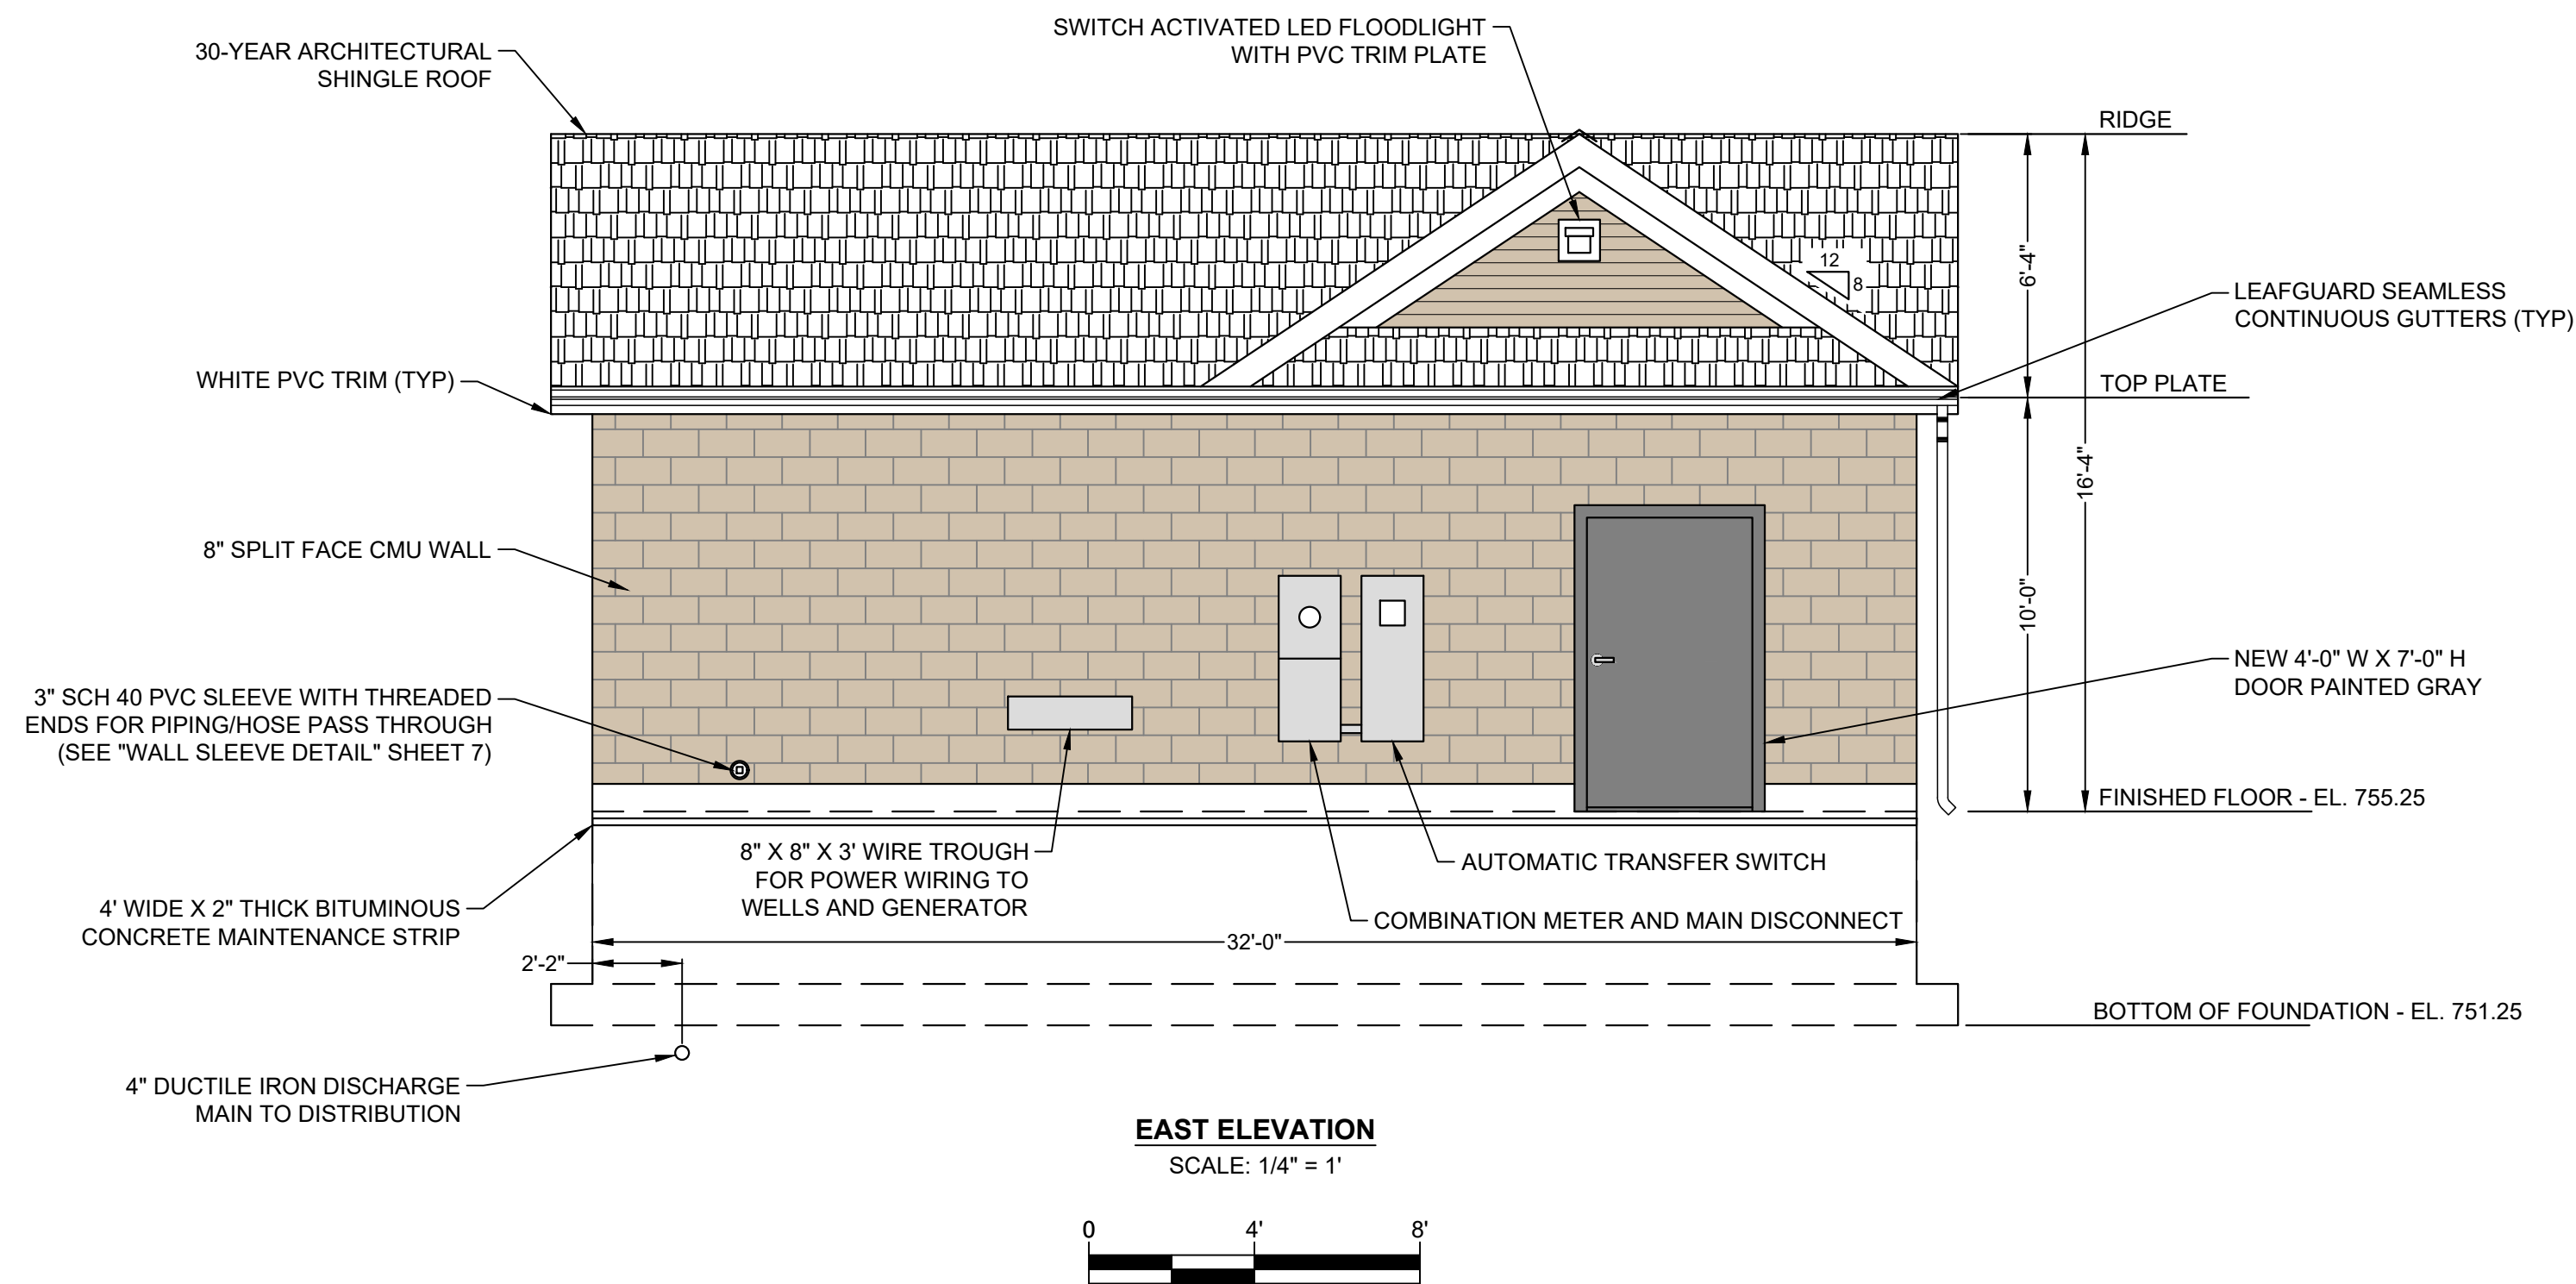 SWITCH ACTIVATED LED FLOODLIGHT
WITH PVC TRIM PLATE
30-YEAR ARCHITECTURAL
SHINGLE ROOF
RIDGE
12
8
6'-4"
LEAFGUARD SEAMLESS
CONTINUOUS GUTTERS (TYP)
WHITE PVC TRIM (TYP)
TOP PLATE
16'-4"
8" SPLIT FACE CMU WALL
10'-0"
NEW 4'-0" W X 7'-0" H
DOOR PAINTED GRAY
3" SCH 40 PVC SLEEVE WITH THREADED
ENDS FOR PIPING/HOSE PASS THROUGH
(SEE "WALL SLEEVE DETAIL" SHEET 7)
FINISHED FLOOR - EL. 755.25
8" X 8" X 3' WIRE TROUGH
FOR POWER WIRING TO
WELLS AND GENERATOR
AUTOMATIC TRANSFER SWITCH
4' WIDE X 2" THICK BITUMINOUS
CONCRETE MAINTENANCE STRIP
COMBINATION METER AND MAIN DISCONNECT
32'-0"
2'-2"
BOTTOM OF FOUNDATION - EL. 751.25
4" DUCTILE IRON DISCHARGE
MAIN TO DISTRIBUTION
EAST ELEVATION
SCALE: 1/4" = 1'
0 4' 8'